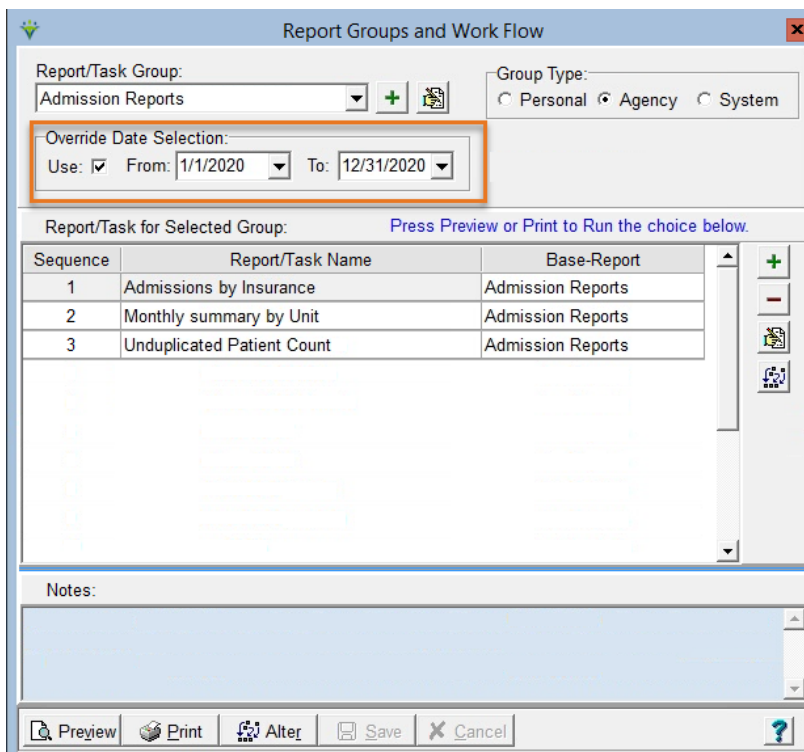 Report Groups and Work Flow
Report/Task Group:
Admission Reports
Group Type:
Personal Agency System
Override Date Selection:
Use: From: 1/1/2020 To: 12/31/2020
Report/Task for Selected Group: Press Preview or Print to Run the choice below.
Sequence Report/Task Name Base-Report
1 Admissions by Insurance Admission Reports
2 Monthly summary by Unit Admission Reports
3 Unduplicated Patient Count Admission Reports
Notes:
Preview Print Alter Save Cancel ?